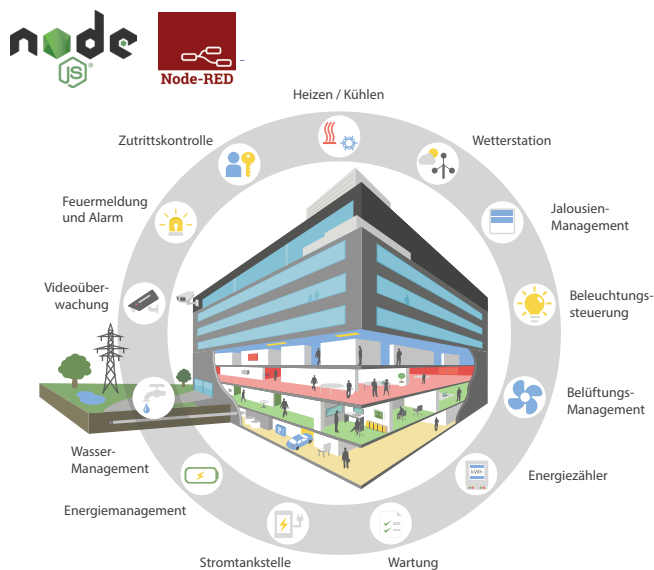 node
JS
Node-RED
Heizen / Kühlen
Zutrittskontrolle
Wetterstation
Feuermeldung
und Alarm
Jalousien-
Management
Videoüber-
wachung
Beleuchtungs-
steuerung
Belüftungs-
Management
Wasser-
Management
kWh
Energiezähler
Energiemanagement
Stromtankstelle
Wartung